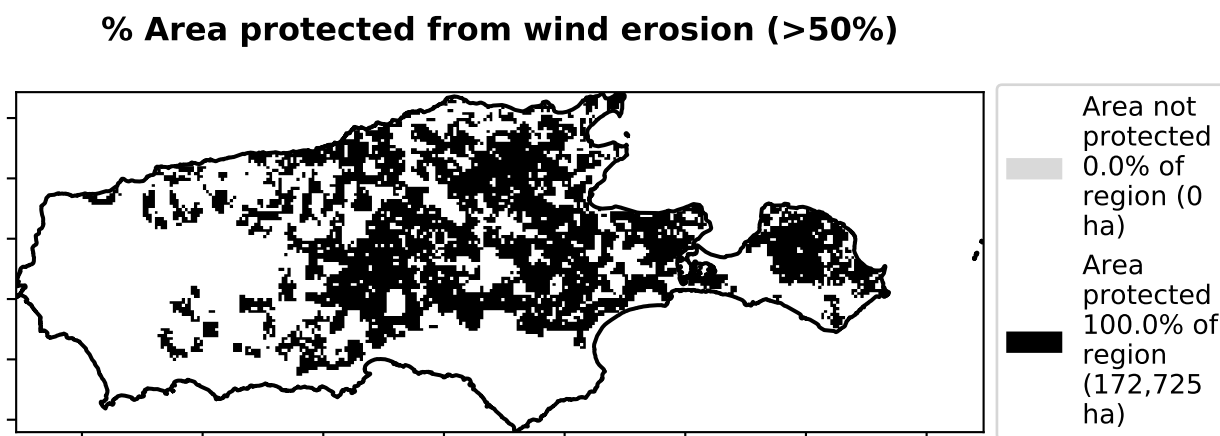 % Area protected from wind erosion (>50%)
Area not
protected
0.0% of
region (0
ha)
Area
protected
100.0% of
region
(172,725
ha)